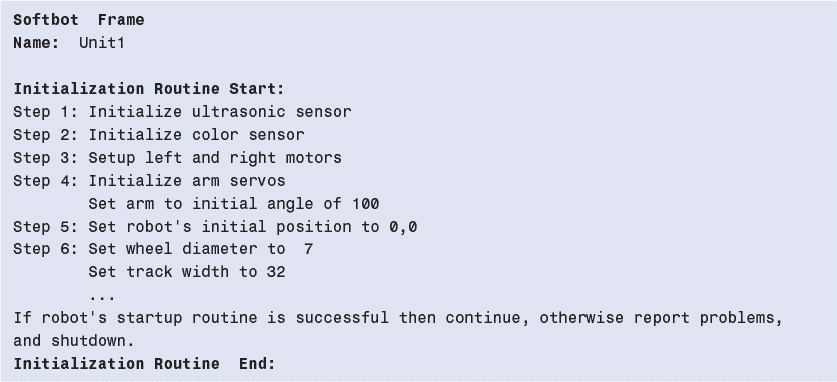 Softbot  Frame
Name:  Unit1
Initialization Routine Start:
Step 1: Initialize ultrasonic sensor
Step 2: Initialize color sensor
Step 3: Setup left and right motors
Step 4: Initialize arm servos
        Set arm to initial angle of 100
Step 5: Set robot's initial position to 0,0
Step 6: Set wheel diameter to  7
        Set track width to 32
        ...
If robot's startup routine is successful then continue, otherwise report problems,
and shutdown.
Initialization Routine  End: